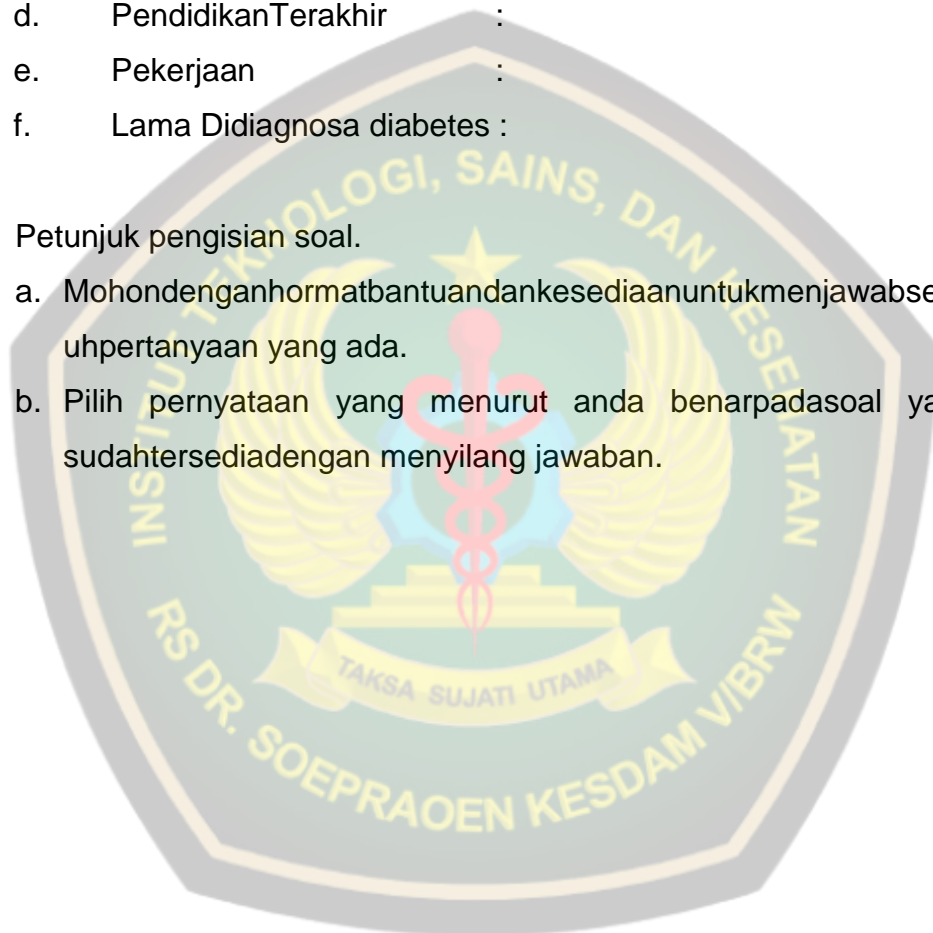 d. PendidikanTerakhir :
e. Pekerjaan :
f. Lama Didiagnosa diabetes :
Petunjuk pengisian soal.
a. Mohondenganhormatbantuandankesediaanuntukmenjawabse
uhpertanyaan yang ada.
b. Pilih pernyataan yang menurut anda benarpadasoal ya
sudahtersediadengan menyilang jawaban.
INSTITUT TEKNOLOGI, SAINS, DAN KESEHATAN
TAKSA SUJATI UTAMA
RS DR. SOEPRAOEN KESDAM V/BRW